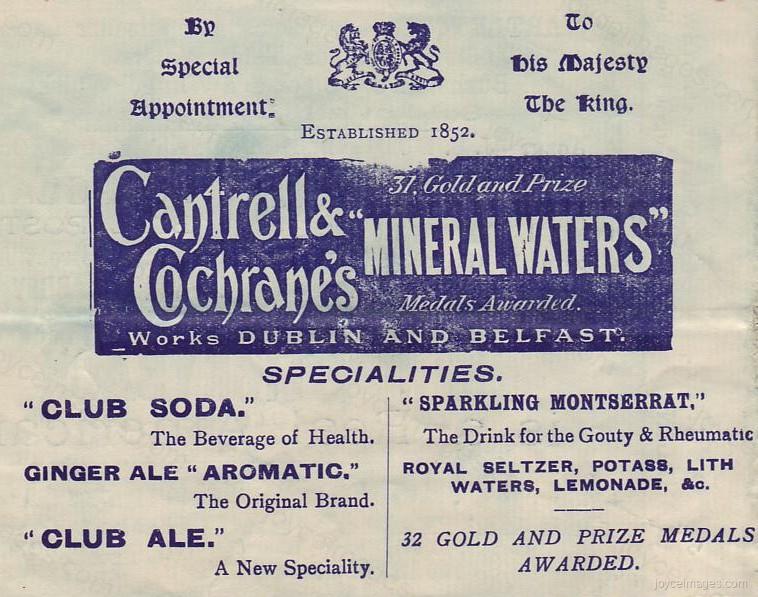 By
Special
Appointment.
To
His Majesty
The King.
ESTABLISHED 1852.
Cantrell &
Cochrane's
31, Gold and Prize
"MINERAL WATERS"
Medals Awarded.
Works DUBLIN AND BELFAST.
SPECIALITIES.
"CLUB SODA."
The Beverage of Health.
GINGER ALE "AROMATIC."
The Original Brand.
"CLUB ALE."
A New Speciality.
"SPARKLING MONTSERRAT,"
The Drink for the Gouty & Rheumatic
ROYAL SELTZER, POTASS, LITH
WATERS, LEMONADE, &c.
32 GOLD AND PRIZE MEDALS
AWARDED.
joyceimages.com